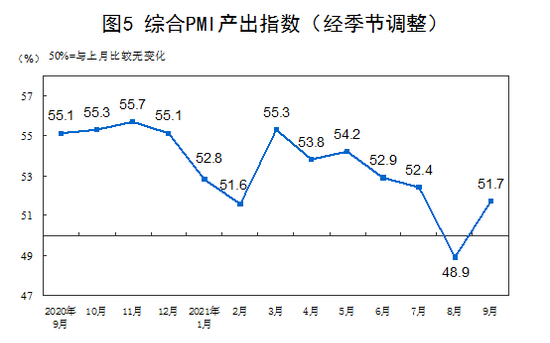 图5 综合PMI产出指数（经季节调整）
（%） 50%=与上月比较无变化
57
55
53
51
49
47
55.1 55.3 55.7 55.1 52.8 51.6 55.3 53.8 54.2 52.9 52.4 48.9 51.7
2020年 10月 11月 12月 2021年 2月 3月 4月 5月 6月 7月 8月 9月
9月 1月